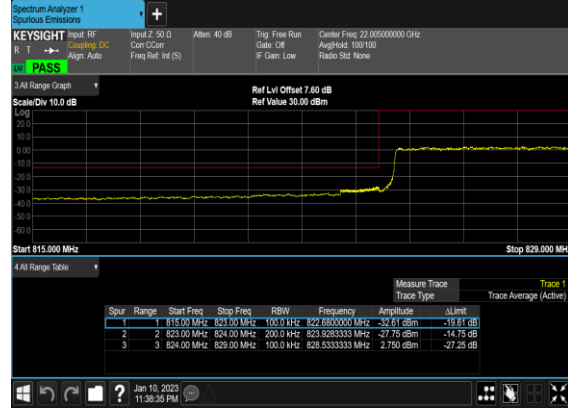 Spectrum Analyzer 1
Spurious Emissions
+
KEYSIGHT
R T
LW PASS
Input: RF
Coupling: DC
Align: Auto
Input Z: 50 Ω
Corr CCorr
Freq Ref: Int (S)
Atten: 40 dB
Trig: Free Run
Gate: Off
IF Gain: Low
Center Freq: 22.005000000 GHz
Avg|Hold: 100/100
Radio Std: None
3 All Range Graph
Scale/Div 10.0 dB
Ref Lvl Offset 7.60 dB
Ref Value 30.00 dBm
Log
20.0
10.0
0.00
-10.0
-20.0
-30.0
-40.0
-50.0
-60.0
Start 815.000 MHz
Stop 829.000 MH
4 All Range Table
Measure Trace Trace 1
Trace Type Trace Average (Active)
Spur Range Start Freq Stop Freq RBW Frequency Amplitude ΔLimit
1 1 815.00 MHz 823.00 MHz 100.0 kHz 822.6800000 MHz -32.61 dBm -19.61 dB
2 2 823.00 MHz 824.00 MHz 200.0 kHz 823.9283333 MHz -27.75 dBm -14.75 dB
3 3 824.00 MHz 829.00 MHz 100.0 kHz 828.5333333 MHz 2.750 dBm -27.25 dB
?
Jan 10, 2023
11:38:35 PM